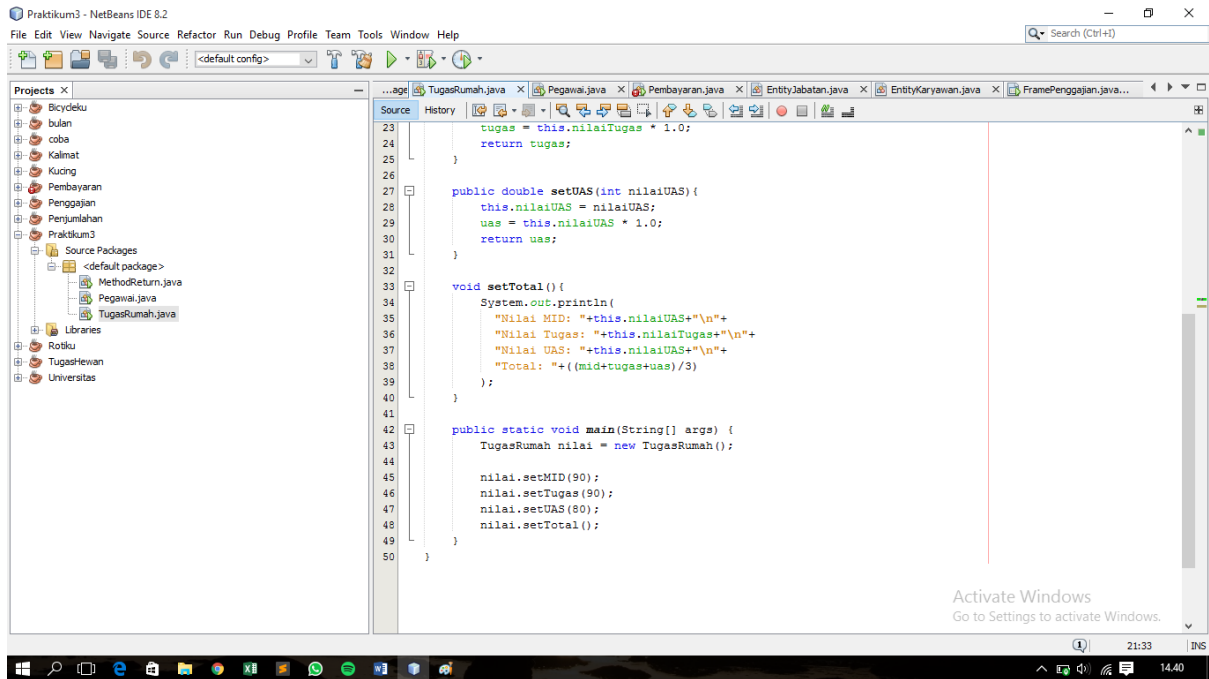 Praktikum3 - NetBeans IDE 8.2
File Edit View Navigate Source Refactor Run Debug Profile Team Tools Window Help
Search (Ctrl+I)
<default config>
Projects
...age TugasRumah.java Pegawai.java Pembayaran.java EntityJabatan.java EntityKaryawan.java FramePenggajian.java...
Source History
Bicycleku
bulan
coba
Kalimat
Kucing
Pembayaran
Penggajian
Penjumlahan
Praktikum3
Source Packages
<default package>
MethodReturn.java
Pegawai.java
TugasRumah.java
Libraries
Rotiku
TugasHewan
Universitas
23 tugas = this.nilaiTugas * 1.0;
24 return tugas;
25 }
26
27 public double setUAS(int nilaiUAS){
28 this.nilaiUAS = nilaiUAS;
29 uas = this.nilaiUAS * 1.0;
30 return uas;
31 }
32
33 void setTotal(){
34 System.out.println(
35 "Nilai MID: "+this.nilaiUAS+"\n"+
36 "Nilai Tugas: "+this.nilaiTugas+"\n"+
37 "Nilai UAS: "+this.nilaiUAS+"\n"+
38 "Total: "+((mid+tugas+uas)/3)
39 );
40 }
41
42 public static void main(String[] args) {
43 TugasRumah nilai = new TugasRumah();
44
45 nilai.setMID(90);
46 nilai.setTugas(90);
47 nilai.setUAS(80);
48 nilai.setTotal();
49 }
50 }
Activate Windows
Go to Settings to activate Windows.
1 21:33 INS
14.40